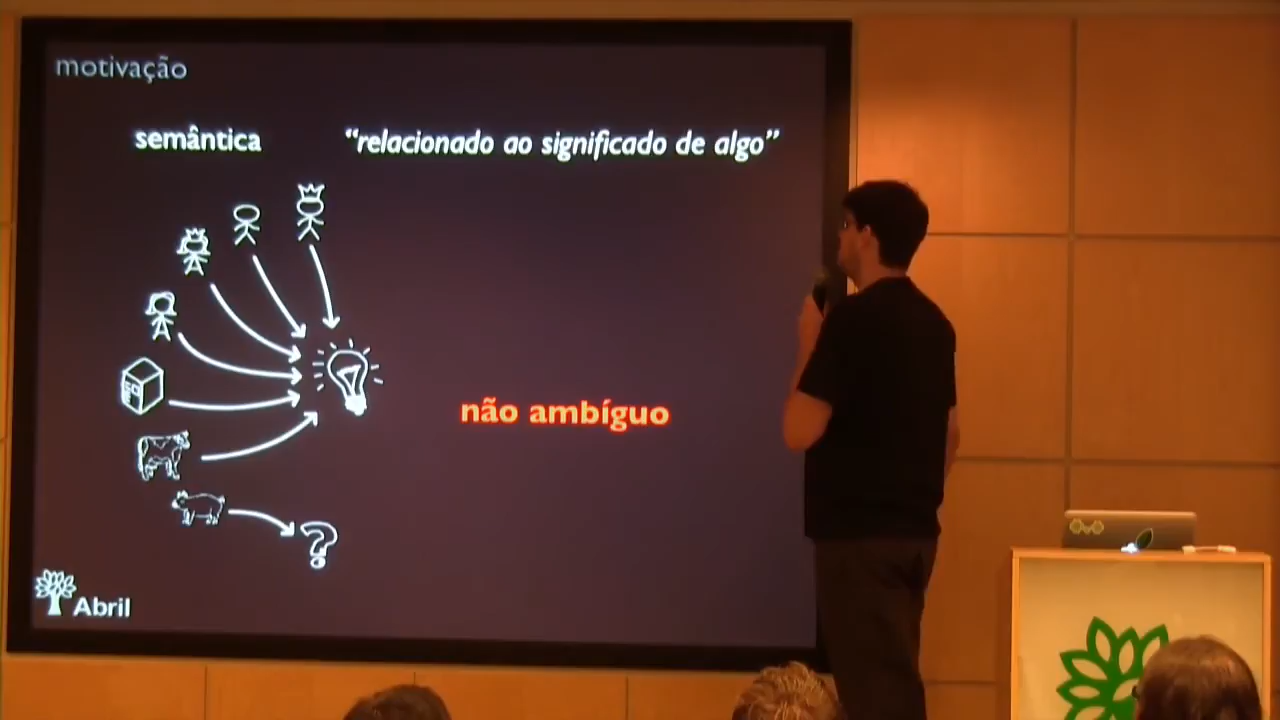 motivação
semântica
“relacionado ao significado de algo”
não ambíguo
?
Abril